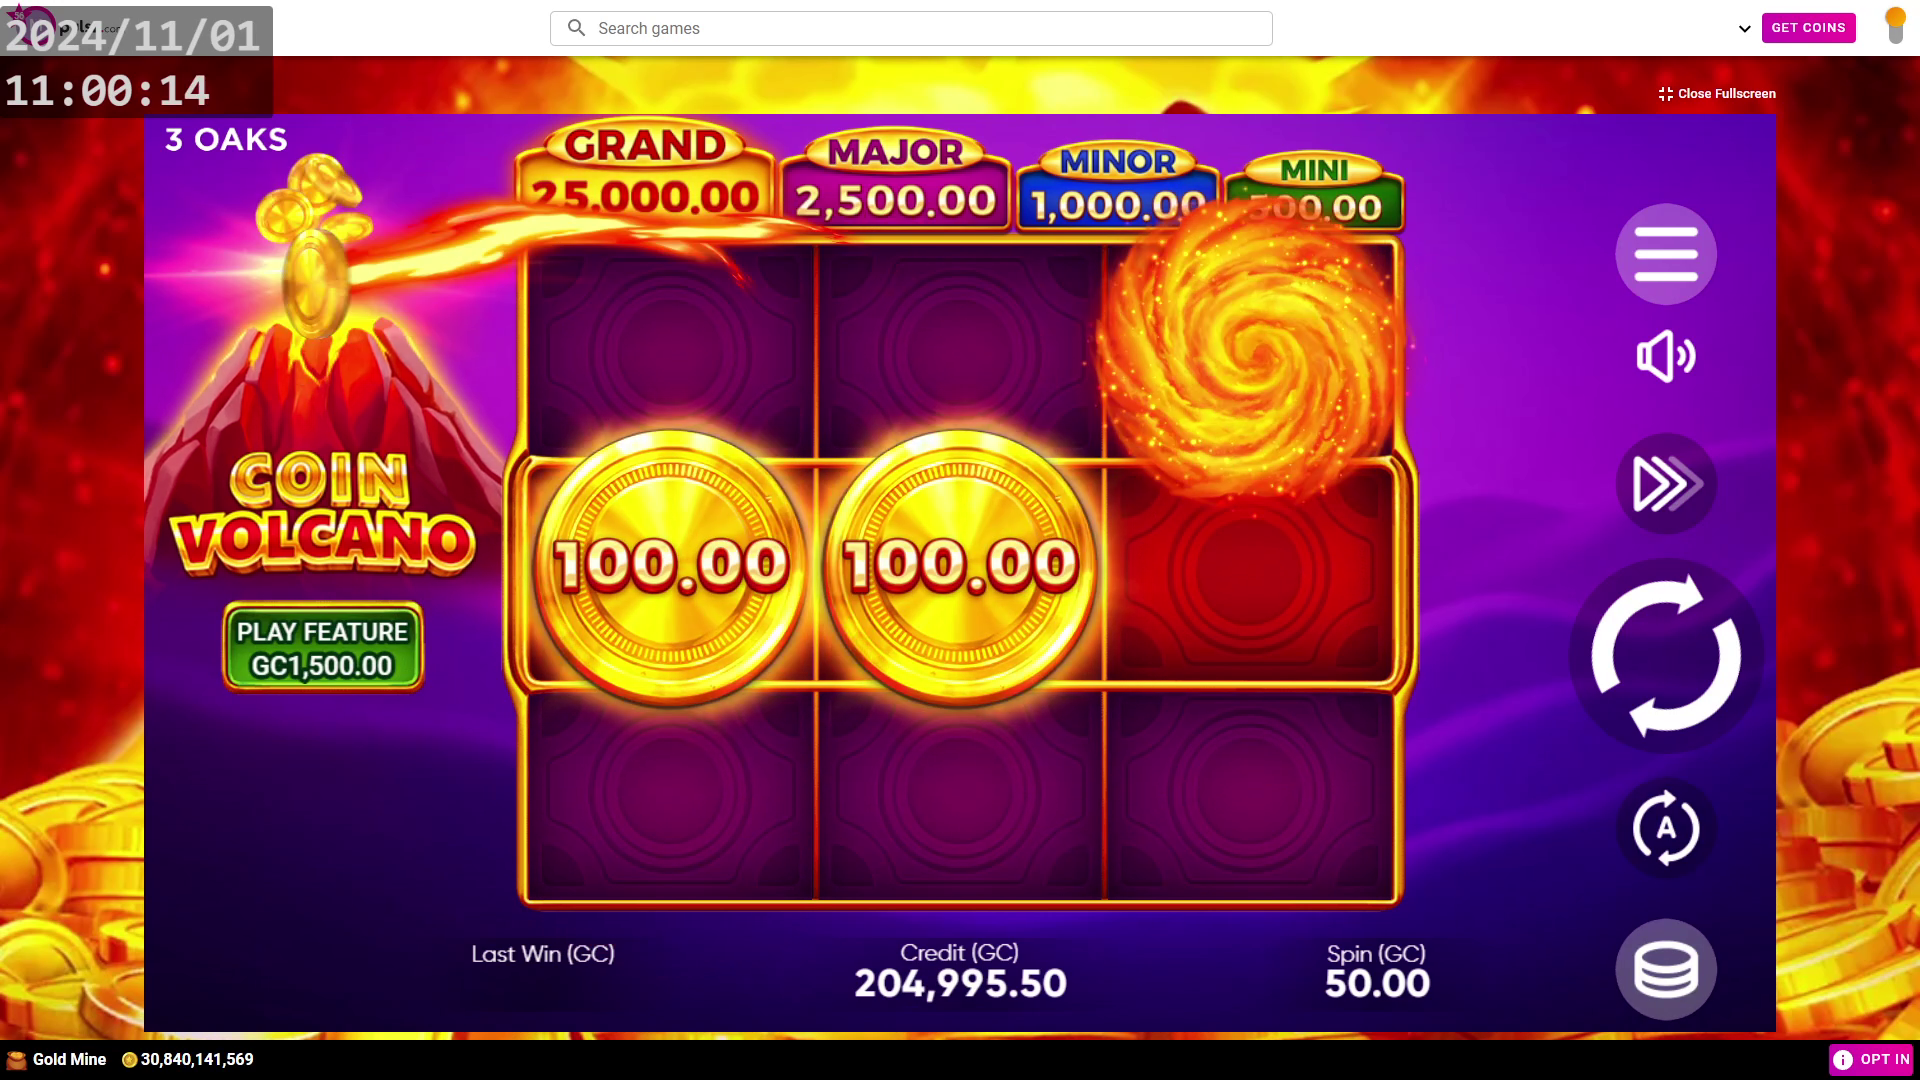 2024/11/01
11:00:14
Search games
GET COINS
Close Fullscreen
3 OAKS
GRAND
25,000.00
MAJOR
2,500.00
MINOR
1,000.00
MINI
500.00
COIN
VOLCANO
100.00
100.00
PLAY FEATURE
GC1,500.00
A
Last Win (GC)
Credit (GC)
204,995.50
Spin (GC)
50.00
Gold Mine
30,840,141,569
OPT IN